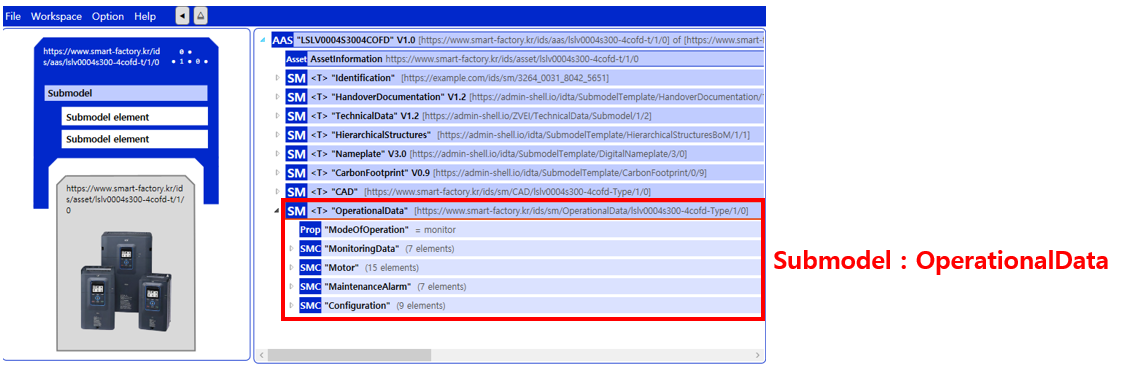 File Workspace Option Help
https://www.smart-factory.kr/id
s/aas/lslv0004s300-4cofd-t/1/0
0
1 0
Submodel
Submodel element
Submodel element
https://www.smart-factory.kr/id
s/asset/lslv0004s300-4cofd-t/1/
0
AAS "LSLV0004S3004COFD" V1.0 [https://www.smart-factory.kr/ids/aas/lslv0004s300-4cofd-t/1/0] of [https://www.smart-
Asset AssetInformation https://www.smart-factory.kr/ids/asset/lslv0004s300-4cofd-t/1/0
SM <T> "Identification" [https://example.com/ids/sm/3264_0031_8042_5651]
SM <T> "HandoverDocumentation" V1.2 [https://admin-shell.io/idta/SubmodelTemplate/HandoverDocumentation/
SM <T> "TechnicalData" V1.2 [https://admin-shell.io/ZVEI/TechnicalData/Submodel/1/2]
SM <T> "HierarchicalStructures" [https://admin-shell.io/idta/SubmodelTemplate/HierarchicalStructuresBoM/1/1]
SM <T> "Nameplate" V3.0 [https://admin-shell.io/idta/SubmodelTemplate/DigitalNameplate/3/0]
SM <T> "CarbonFootprint" V0.9 [https://admin-shell.io/idta/SubmodelTemplate/CarbonFootprint/0/9]
SM <T> "CAD" [https://www.smart-factory.kr/ids/sm/CAD/lslv0004s300-4cofd-Type/1/0]
SM <T> "OperationalData" [https://www.smart-factory.kr/ids/sm/OperationalData/lslv0004s300-4cofd-Type/1/0]
Prop "ModeOfOperation" = monitor
SMC "MonitoringData" (7 elements)
SMC "Motor" (15 elements)
SMC "MaintenanceAlarm" (7 elements)
SMC "Configuration" (9 elements)
Submodel : OperationalData